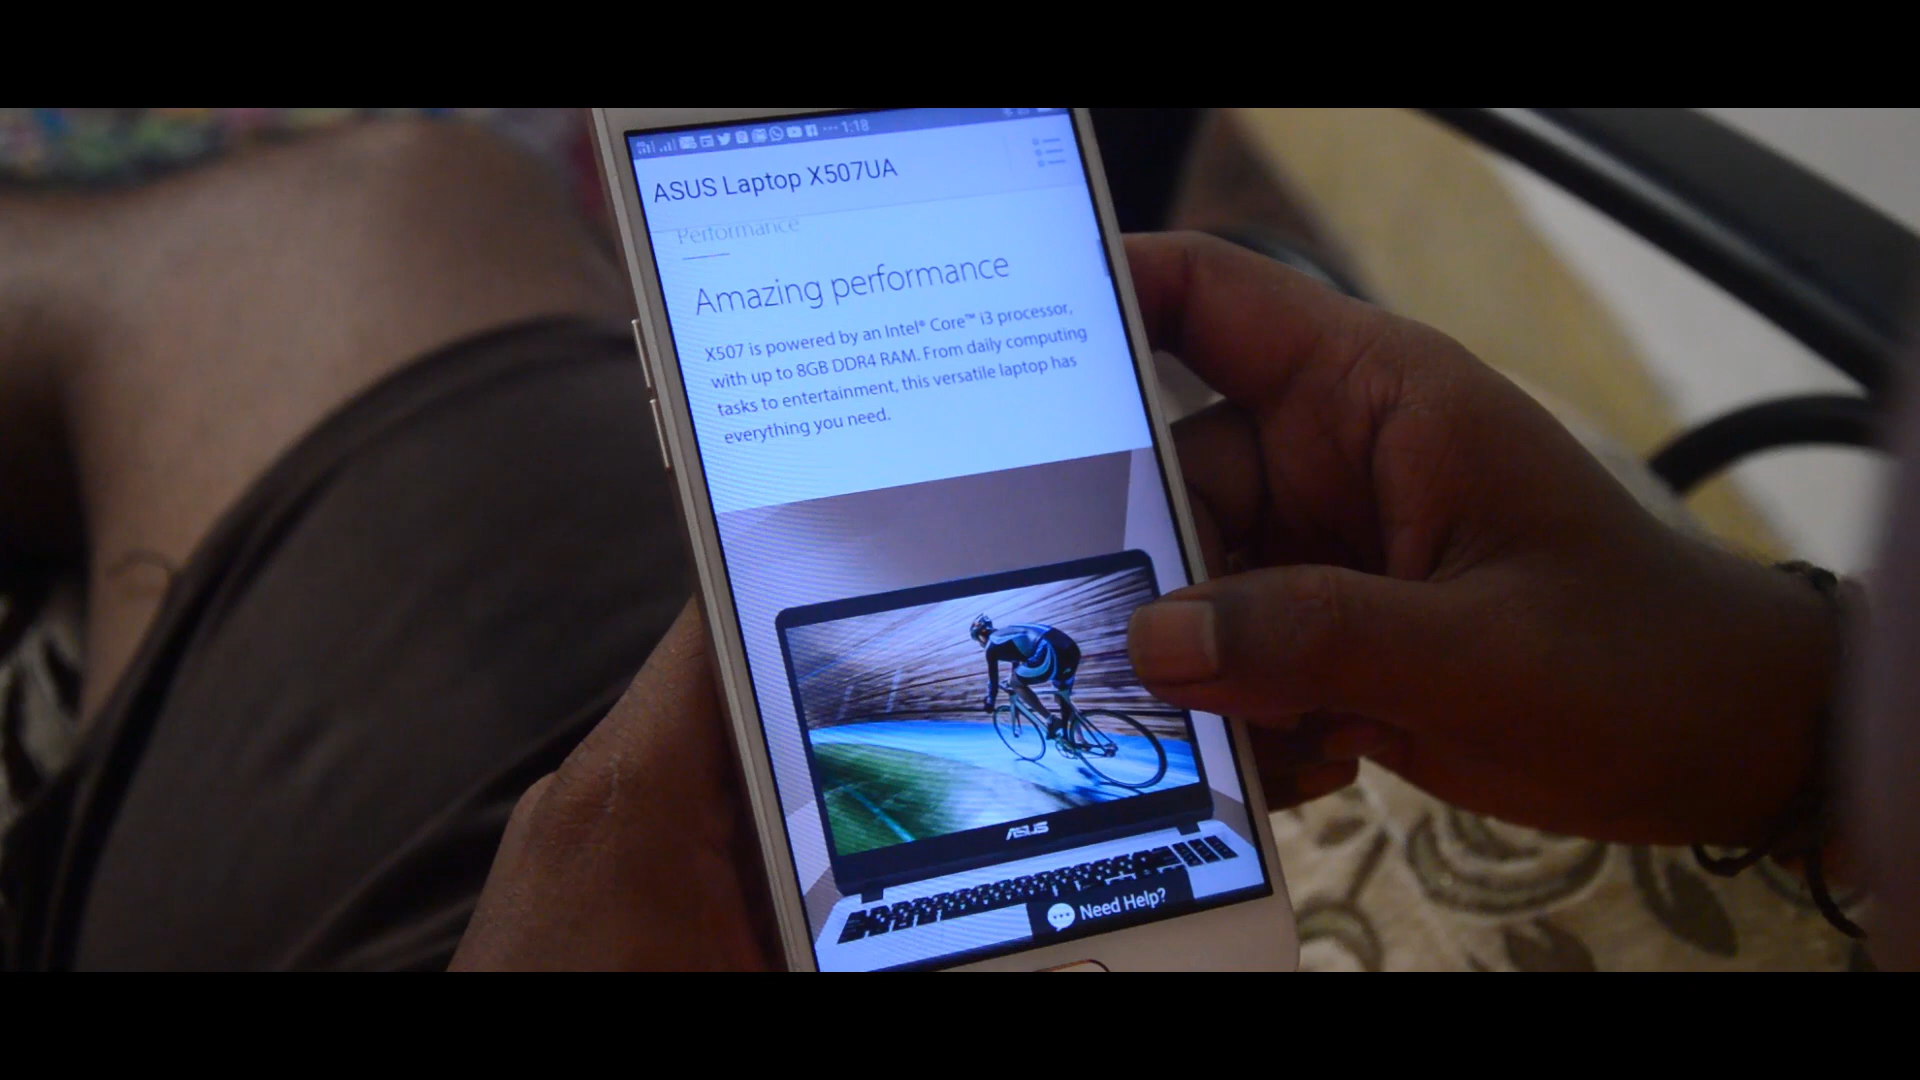 1:18
ASUS Laptop X507UA
Performance
Amazing performance
X507 is powered by an Intel® Core™ i3 processor,
with up to 8GB DDR4 RAM. From daily computing
tasks to entertainment, this versatile laptop has
everything you need.
ASUS
Need Help?